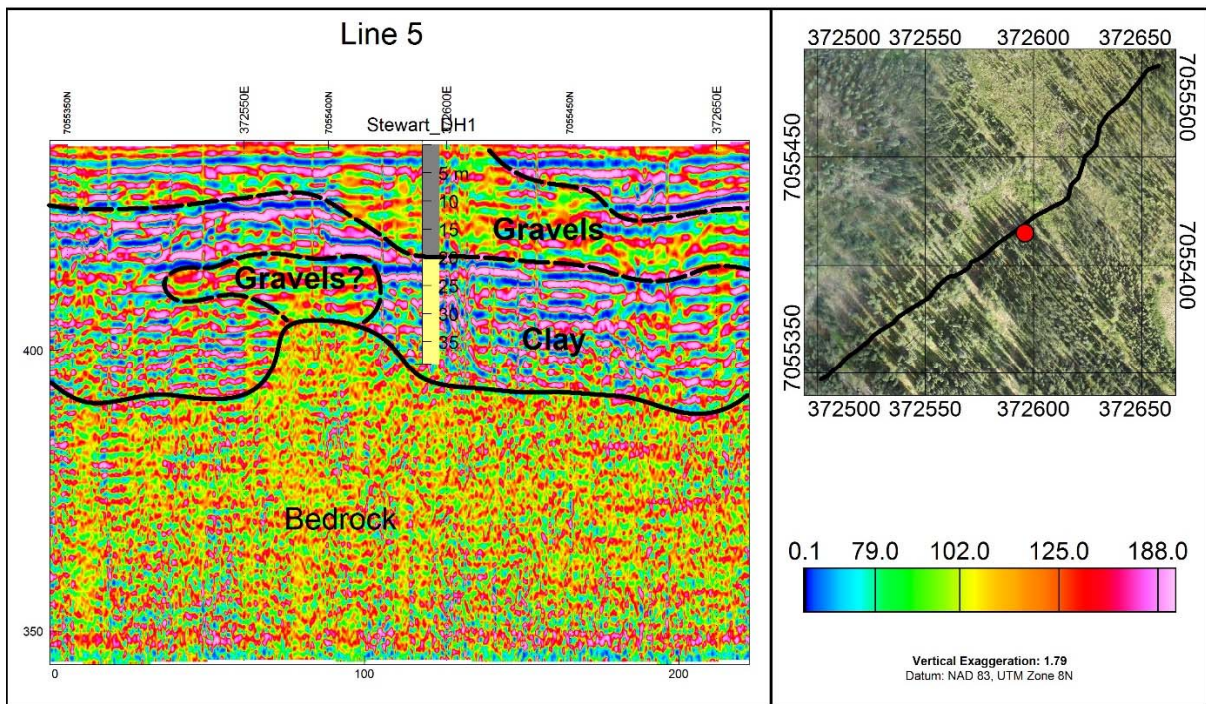 Line 5
7055350N
372550E
7055400N
372600E
7055450N
372650E
Stewart_DH1
5 m
10
15
20
25
30
35
Gravels
Gravels?
Clay
Bedrock
400
350
0
100
200
372500 372550 372600 372650
7055450
7055350
7055500
7055400
372500 372550 372600 372650
0.1 79.0 102.0 125.0 188.0
Vertical Exaggeration: 1.79
Datum: NAD 83, UTM Zone 8N